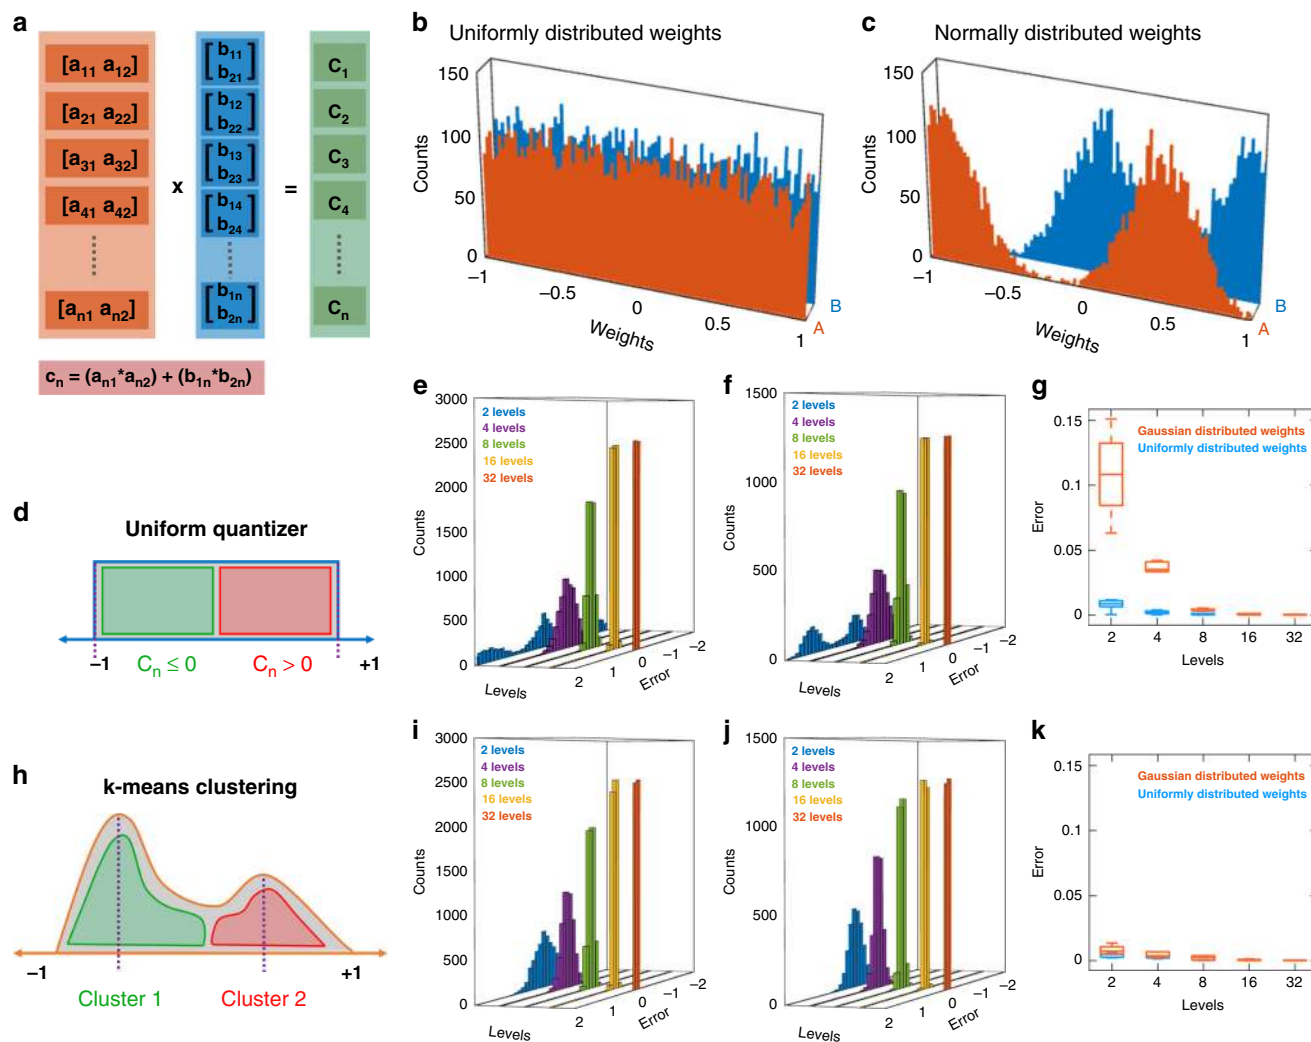 a
[a11 a12]
[a21 a22]
[a31 a32]
[a41 a42]
[an1 an2]
x
[b11 b21]
[b12 b22]
[b13 b23]
[b14 b24]
[b1n b2n]
=
C1
C2
C3
C4
Cn
cn = (an1*an2) + (b1n*b2n)
b
Uniformly distributed weights
150
100
50
0
Counts
−1
−0.5
0
0.5
1
Weights
A
B
c
Normally distributed weights
150
100
50
0
Counts
−1
−0.5
0
0.5
1
Weights
A
B
d
Uniform quantizer
−1
Cn ≤ 0
Cn > 0
+1
e
3000
2500
2000
1500
1000
500
0
Counts
2 levels
4 levels
8 levels
16 levels
32 levels
Levels
2
1
0
−1
−2
Error
f
1500
1000
500
0
Counts
2 levels
4 levels
8 levels
16 levels
32 levels
Levels
2
1
0
−1
−2
Error
g
0.15
0.1
0.05
0
Error
Gaussian distributed weights
Uniformly distributed weights
2 4 8 16 32
Levels
h
k-means clustering
−1
+1
Cluster 1
Cluster 2
i
3000
2500
2000
1500
1000
500
0
Counts
2 levels
4 levels
8 levels
16 levels
32 levels
Levels
2
1
0
−1
−2
Error
j
1500
1000
500
0
Counts
2 levels
4 levels
8 levels
16 levels
32 levels
Levels
2
1
0
−1
−2
Error
k
0.15
0.1
0.05
0
Error
Gaussian distributed weights
Uniformly distributed weights
2 4 8 16 32
Levels